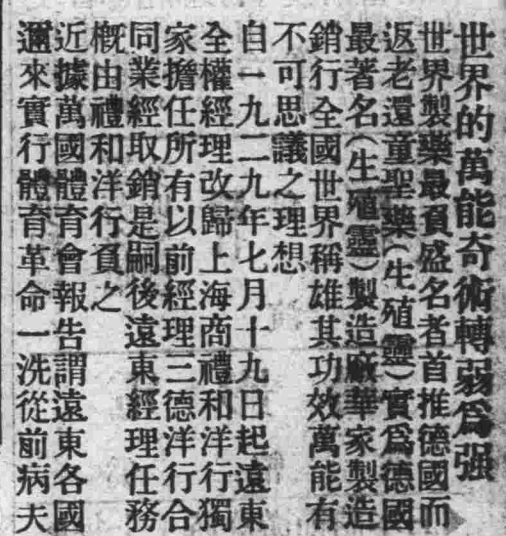 世界的萬能奇術轉弱爲强
世界製藥最負盛名者首推德國而
返老還童聖藥(生殖靈)實爲德國
最著名(生殖靈)製造廠華家製造
銷行全國世界稱雄其功效萬能有
不可思議之理想
自一九二九年七月十九日起遠東
全權經理改歸上海商禮和洋行獨
家擔任所有以前經理三德洋行合
同業經取銷是嗣後遠東經理任務
槪由禮和洋行負之
近據萬國體育會報告謂遠東各國
邇來實行體育革命一洗從前病夫